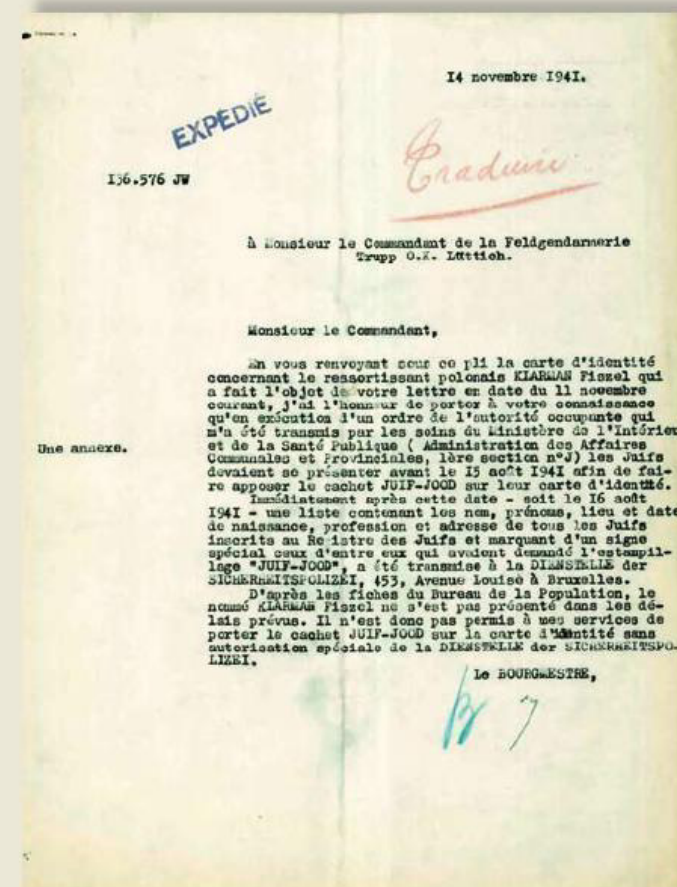 14 novembre 1941.
EXPÉDIÉ
Traduire
136.576 JW
à Monsieur le Commandant de la Feldgendarmerie
Trupp O.K. Lüttich.
Monsieur le Commandant,
En vous renvoyant sous ce pli la carte d'identité
concernant le ressortissant polonais KLARMAN Fiszel qui
a fait l'objet de votre lettre en date du 11 novembre
courant, j'ai l'honneur de porter à votre connaissance
qu'en exécution d'un ordre de l'autorité occupante qui
m'a été transmis par les soins du Ministère de l'Intérieur
et de la Santé Publique ( Administration des Affaires
Communales et Provinciales, 1ère section n°J) les Juifs
devaient se présenter avant le 15 août 1941 afin de fai-
re apposer le cachet JUIF-JOOD sur leur carte d'identité.
Immédiatement après cette date - soit le 16 août
1941 - une liste contenant les nom, prénoms, lieu et date
de naissance, profession et adresse de tous les Juifs
inscrits au Registre des Juifs et marquant d'un signe
spécial ceux d'entre eux qui avaient demandé l'estampil-
lage "JUIF-JOOD", a été transmise à la DIENSTELLE der
SICHERHEITSPOLIZEI, 453, Avenue Louise à Bruxelles.
D'après les fiches du Bureau de la Population, le
nommé KLARMAN Fiszel ne s'est pas présenté dans les dé-
lais prévus. Il n'est donc pas permis à mes services de
porter le cachet JUIF-JOOD sur la carte d'identité sans
autorisation spéciale de la DIENSTELLE der SICHERHEITSPO-
LIZEI.
Une annexe.
Le BOURGMESTRE,